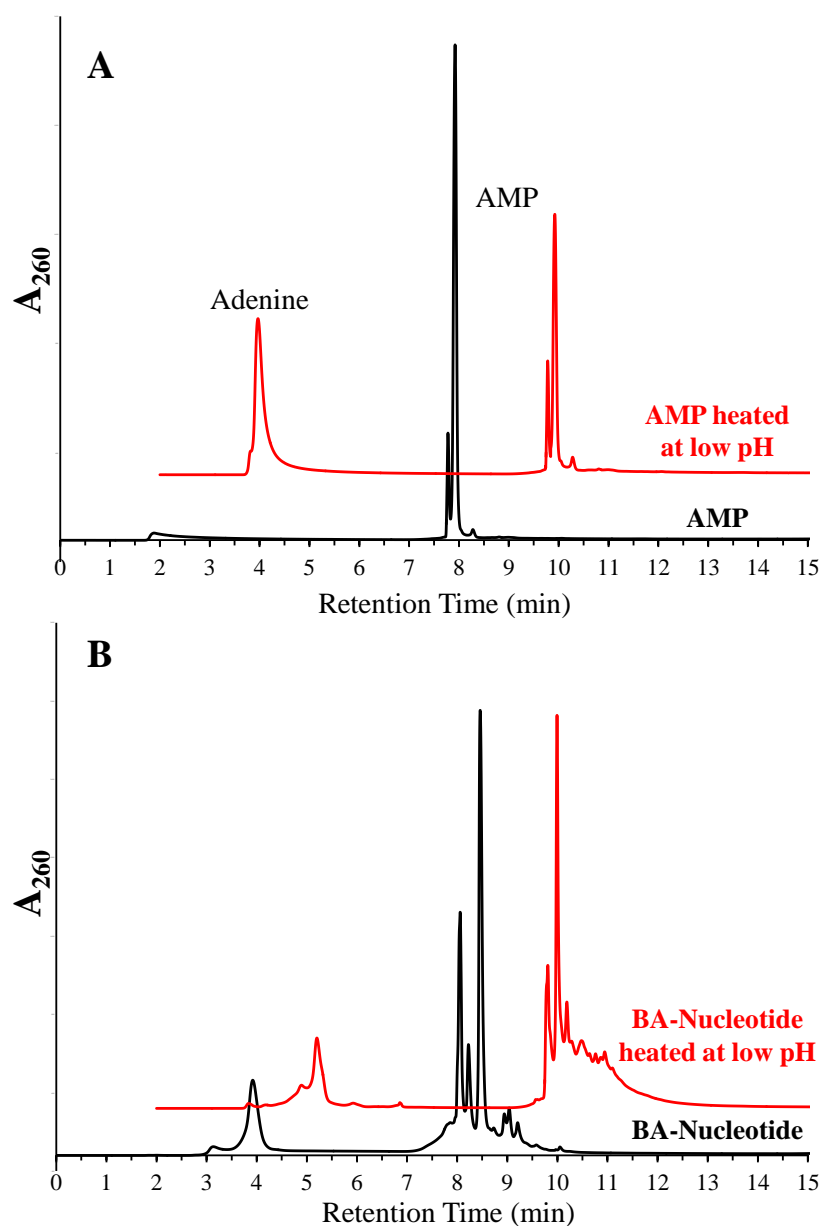 A
AMP
Adenine
A260
AMP heated
at low pH
AMP
0 1 2 3 4 5 6 7 8 9 10 11 12 13 14 15
Retention Time (min)
B
A260
BA-Nucleotide
heated at low pH
BA-Nucleotide
0 1 2 3 4 5 6 7 8 9 10 11 12 13 14 15
Retention Time (min)